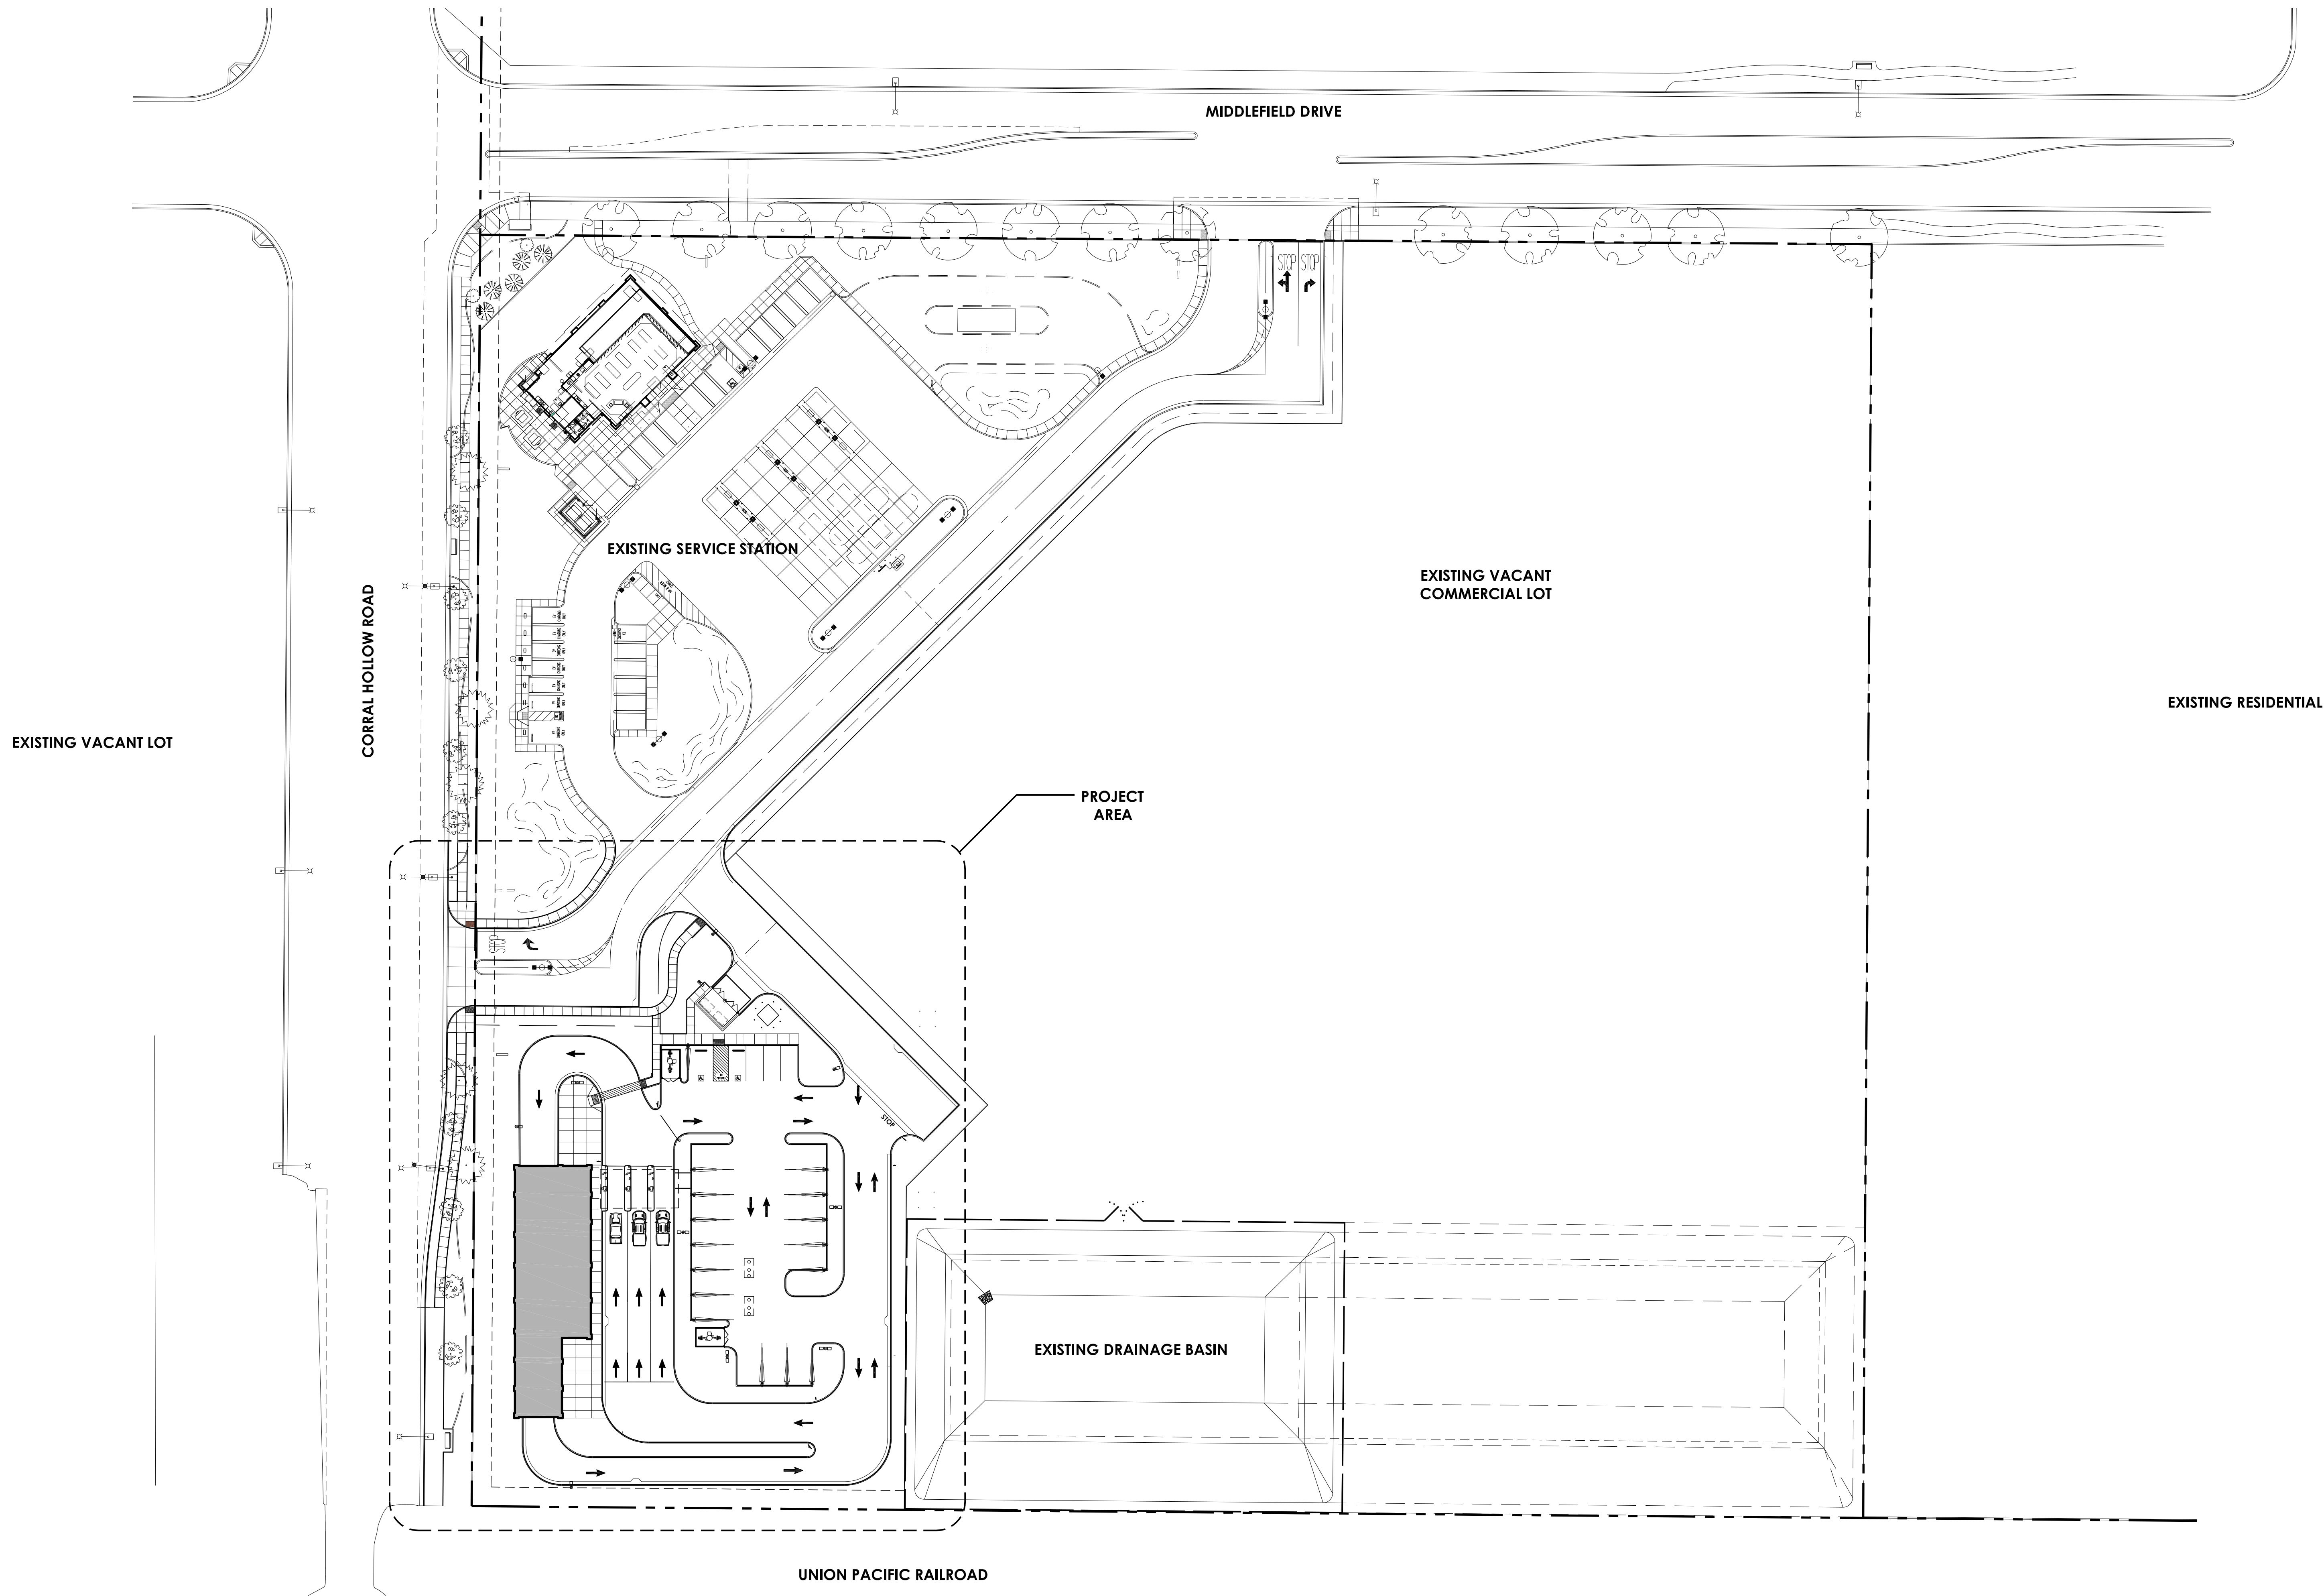 MIDDLEFIELD DRIVE
STOP
STOP
EXISTING SERVICE STATION
EXISTING VACANT
COMMERCIAL LOT
CORRAL HOLLOW ROAD
EXISTING RESIDENTIAL
EXISTING VACANT LOT
PROJECT
AREA
STOP
EXISTING DRAINAGE BASIN
UNION PACIFIC RAILROAD